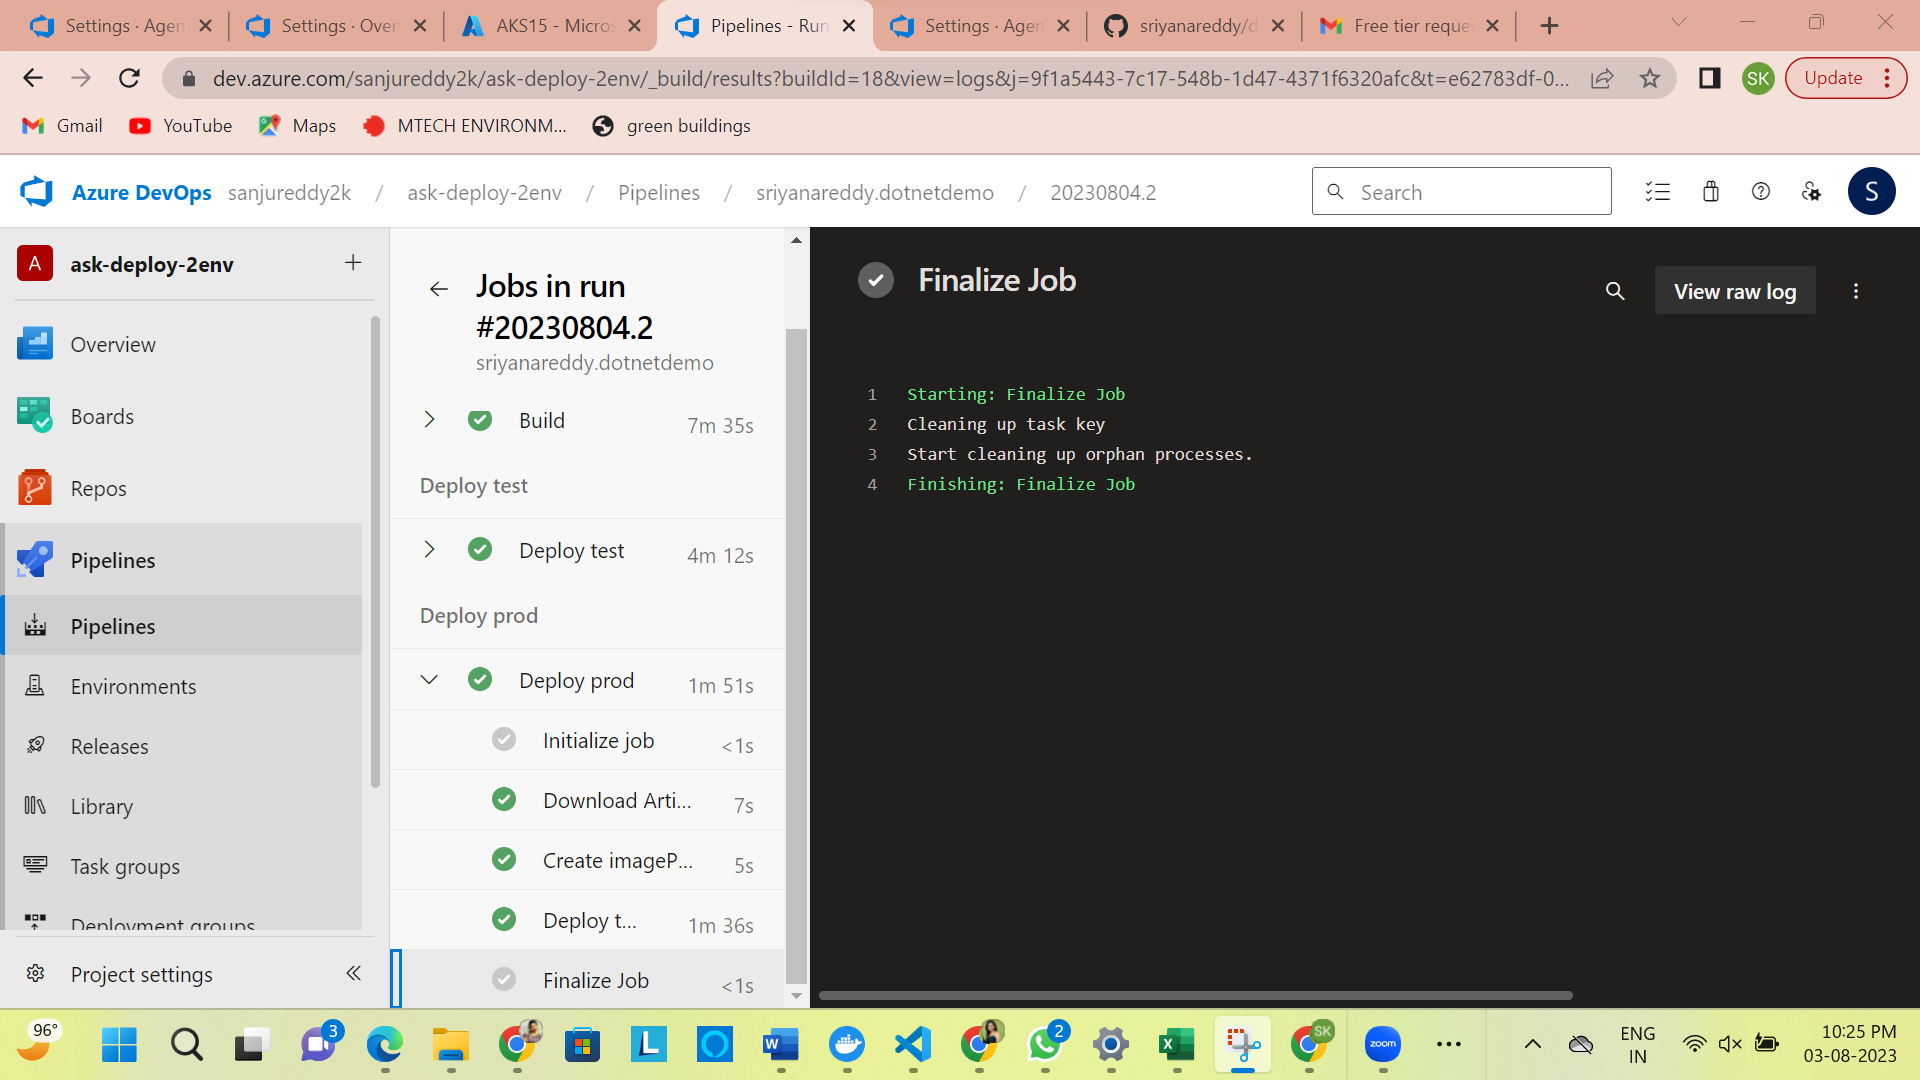 Settings · Agen
Settings · Over
AKS15 - Micros
Pipelines - Run
Settings · Agen
sriyanareddy/d
Free tier reque
dev.azure.com/sanjureddy2k/ask-deploy-2env/_build/results?buildId=18&view=logs&j=9f1a5443-7c17-548b-1d47-4371f6320afc&t=e62783df-0...
SK
Update
Gmail
YouTube
Maps
MTECH ENVIRONM...
green buildings
Azure DevOps
sanjureddy2k / ask-deploy-2env / Pipelines / sriyanareddy.dotnetdemo / 20230804.2
Search
S
A
ask-deploy-2env
Overview
Boards
Repos
Pipelines
Pipelines
Environments
Releases
Library
Task groups
Deployment groups
Project settings
Jobs in run
#20230804.2
sriyanareddy.dotnetdemo
Build 7m 35s
Deploy test
Deploy test 4m 12s
Deploy prod
Deploy prod 1m 51s
Initialize job <1s
Download Arti... 7s
Create imageP... 5s
Deploy t... 1m 36s
Finalize Job <1s
Finalize Job
View raw log
1 Starting: Finalize Job
2 Cleaning up task key
3 Start cleaning up orphan processes.
4 Finishing: Finalize Job
96°
3
L
W
2
X
SK
zoom
ENG
IN
10:25 PM
03-08-2023